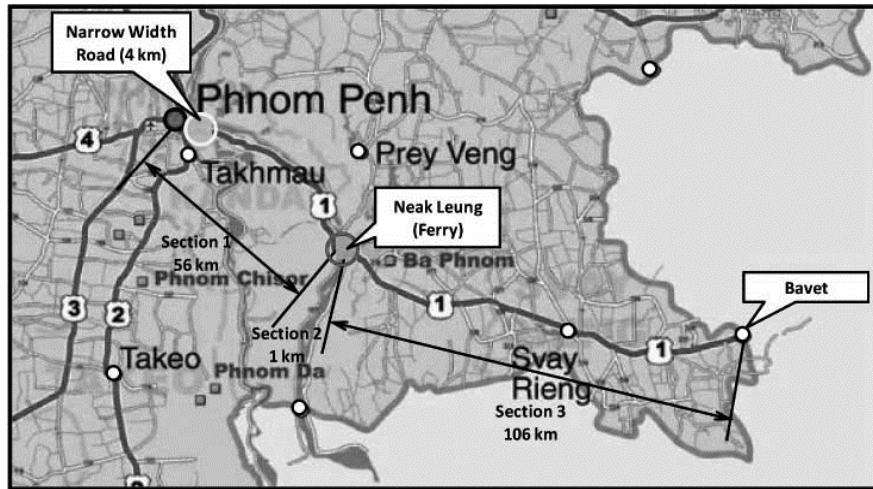 Narrow Width
Road (4 km)
Phnom Penh
4
Takhmau
Prey Veng
1
Neak Leung
(Ferry)
Section 1
56 km
Ba Phnom
Phnom Chisor
3
2
1
Bavet
Section 2
1 km
Takeo
Phnom Da
Svay
Rieng
1
Section 3
106 km